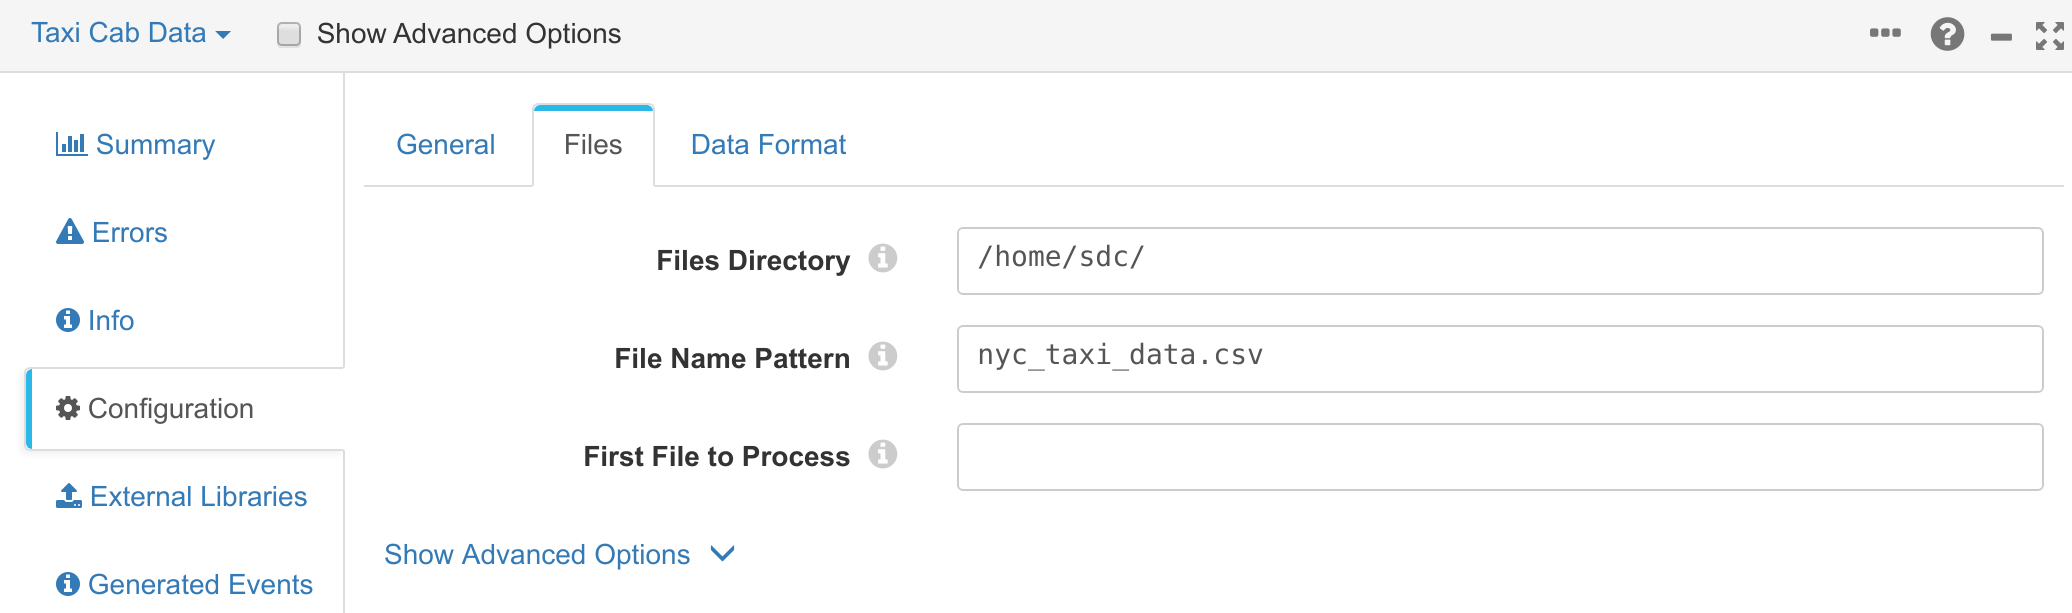 Taxi Cab Data Show Advanced Options
Summary
Errors
Info
Configuration
External Libraries
Generated Events
General Files Data Format
Files Directory /home/sdc/
File Name Pattern nyc_taxi_data.csv
First File to Process
Show Advanced Options